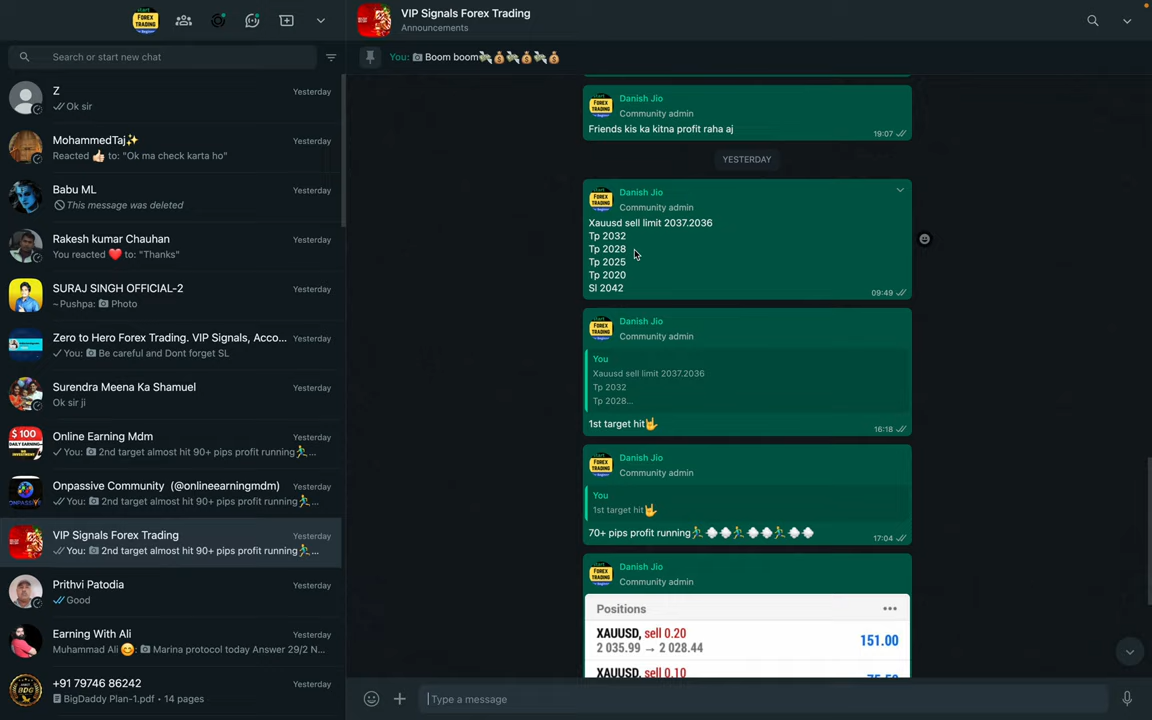 Search or start new chat
Z
Yesterday
Ok sir
MohammedTaj✨
Yesterday
Reacted 👍🏻 to: "Ok ma check karta ho"
Babu ML
Yesterday
This message was deleted
Rakesh kumar Chauhan
Yesterday
You reacted ❤️ to: "Thanks"
SURAJ SINGH OFFICIAL-2
Yesterday
~Pushpa: 📷 Photo
Zero to Hero Forex Trading. VIP Signals, Acco...
Yesterday
You: 📷 Be careful and Dont forget SL
Surendra Meena Ka Shamuel
Yesterday
Ok sir ji
Online Earning Mdm
Yesterday
You: 📷 2nd target almost hit 90+ pips profit running🏃‍♂️...
Onpassive Community (@onlineearningmdm)
Yesterday
You: 📷 2nd target almost hit 90+ pips profit running🏃‍♂️...
VIP Signals Forex Trading
Yesterday
You: 📷 2nd target almost hit 90+ pips profit running🏃‍♂️...
Prithvi Patodia
Yesterday
Good
Earning With Ali
Yesterday
Muhammad Ali 😊: 📷 Marina protocol today Answer 29/2 N...
+91 79746 86242
Yesterday
BigDaddy Plan-1.pdf • 14 pages
VIP Signals Forex Trading
Announcements
You: 📷 Boom boom💸💰💸💰💸💰
Danish Jio
Community admin
Friends kis ka kitna profit raha aj
19:07
YESTERDAY
Danish Jio
Community admin
Xauusd sell limit 2037.2036
Tp 2032
Tp 2028
Tp 2025
Tp 2020
Sl 2042
09:49
Danish Jio
Community admin
You
Xauusd sell limit 2037.2036
Tp 2032
Tp 2028...
1st target hit🤟
16:18
Danish Jio
Community admin
You
1st target hit🤟
70+ pips profit running
17:04
Danish Jio
Community admin
Positions
XAUUSD, sell 0.20
2 035.99 → 2 028.44
151.00
XAUUSD, sell 0.10
Type a message